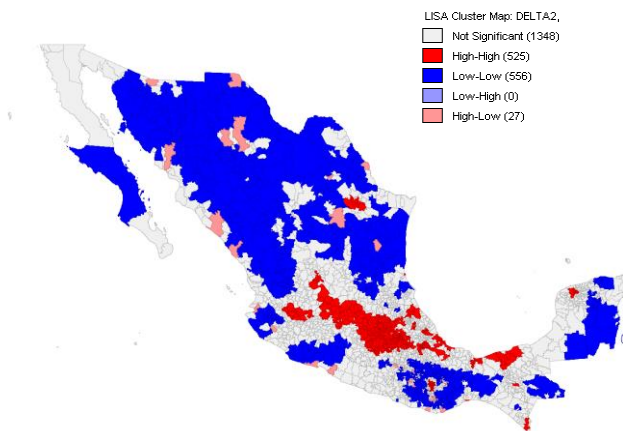 LISA Cluster Map: DELTA2,
Not Significant (1348)
High-High (525)
Low-Low (556)
Low-High (0)
High-Low (27)